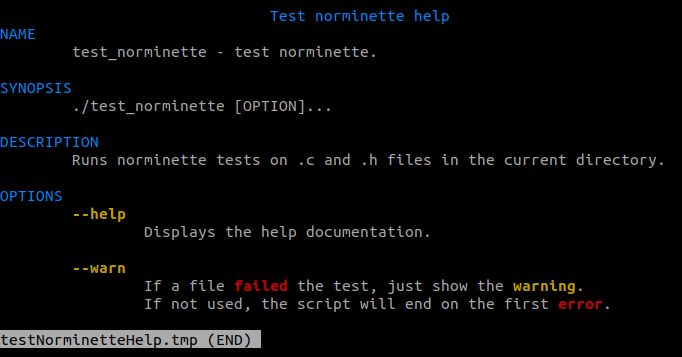 Test norminette help
NAME
test_norminette - test norminette.
SYNOPSIS
./test_norminette [OPTION]...
DESCRIPTION
Runs norminette tests on .c and .h files in the current directory.
OPTIONS
--help
Displays the help documentation.
--warn
If a file failed the test, just show the warning.
If not used, the script will end on the first error.
testNorminetteHelp.tmp (END)